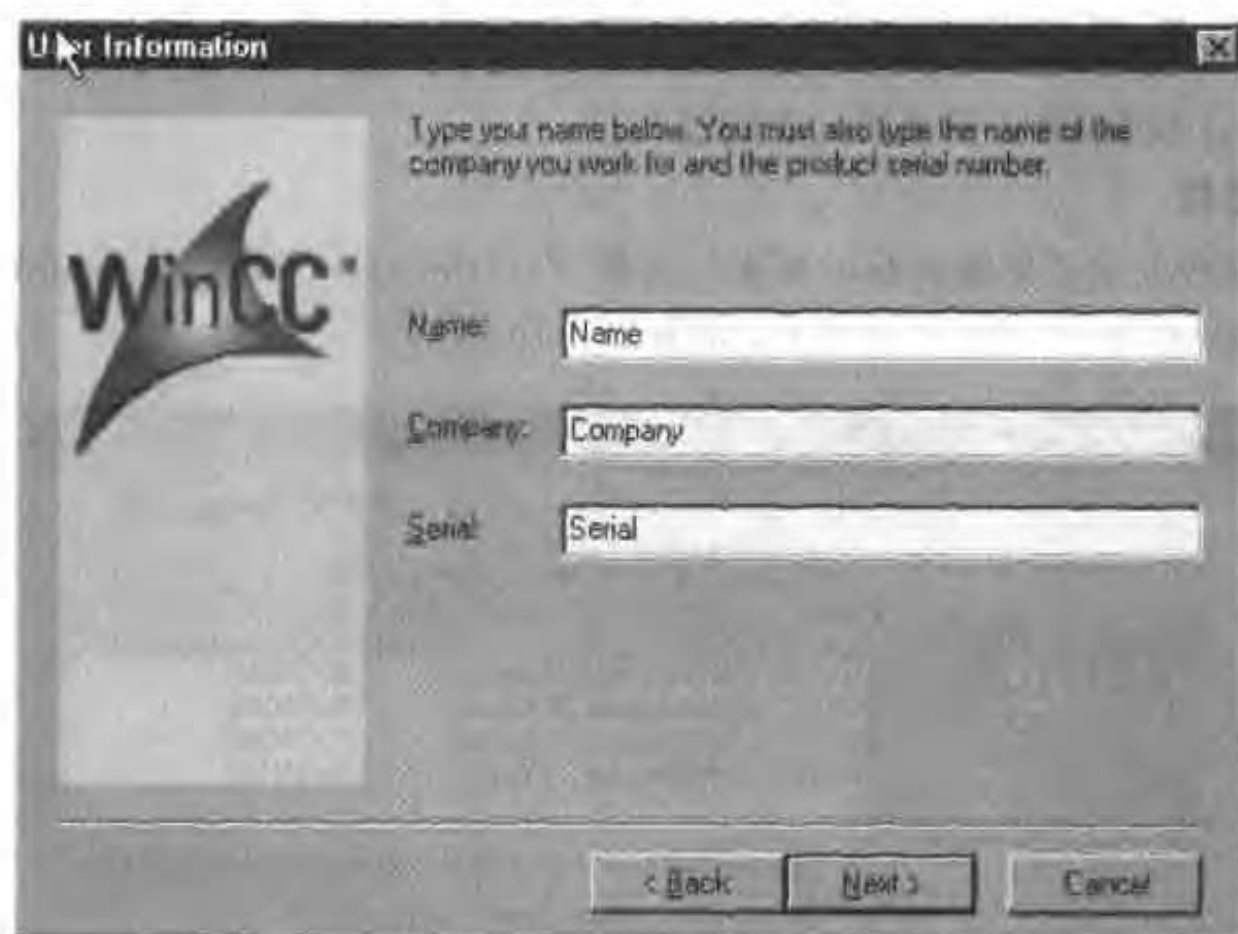 User Information
Type your name below. You must also type the name of the
company you work for and the product serial number.
WinCC
Name: Name
Company: Company
Serial: Serial
< Back Next > Cancel